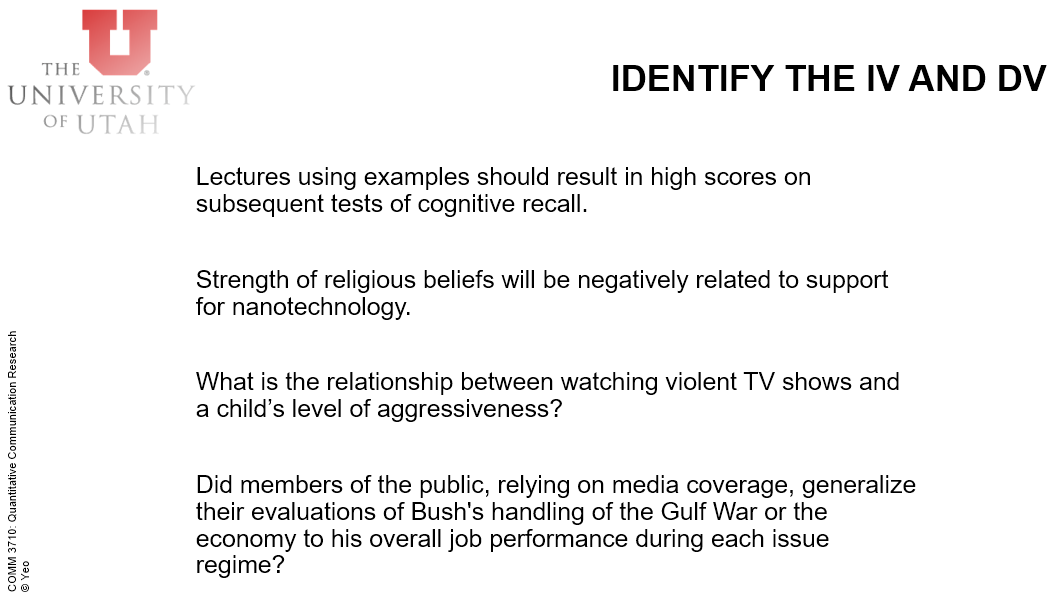 THE
UNIVERSITY
OF UTAH
IDENTIFY THE IV AND DV
Lectures using examples should result in high scores on
subsequent tests of cognitive recall.
Strength of religious beliefs will be negatively related to support
for nanotechnology.
What is the relationship between watching violent TV shows and
a child’s level of aggressiveness?
Did members of the public, relying on media coverage, generalize
their evaluations of Bush's handling of the Gulf War or the
economy to his overall job performance during each issue
regime?
COMM 3710: Quantitative Communication Research
© Yeo